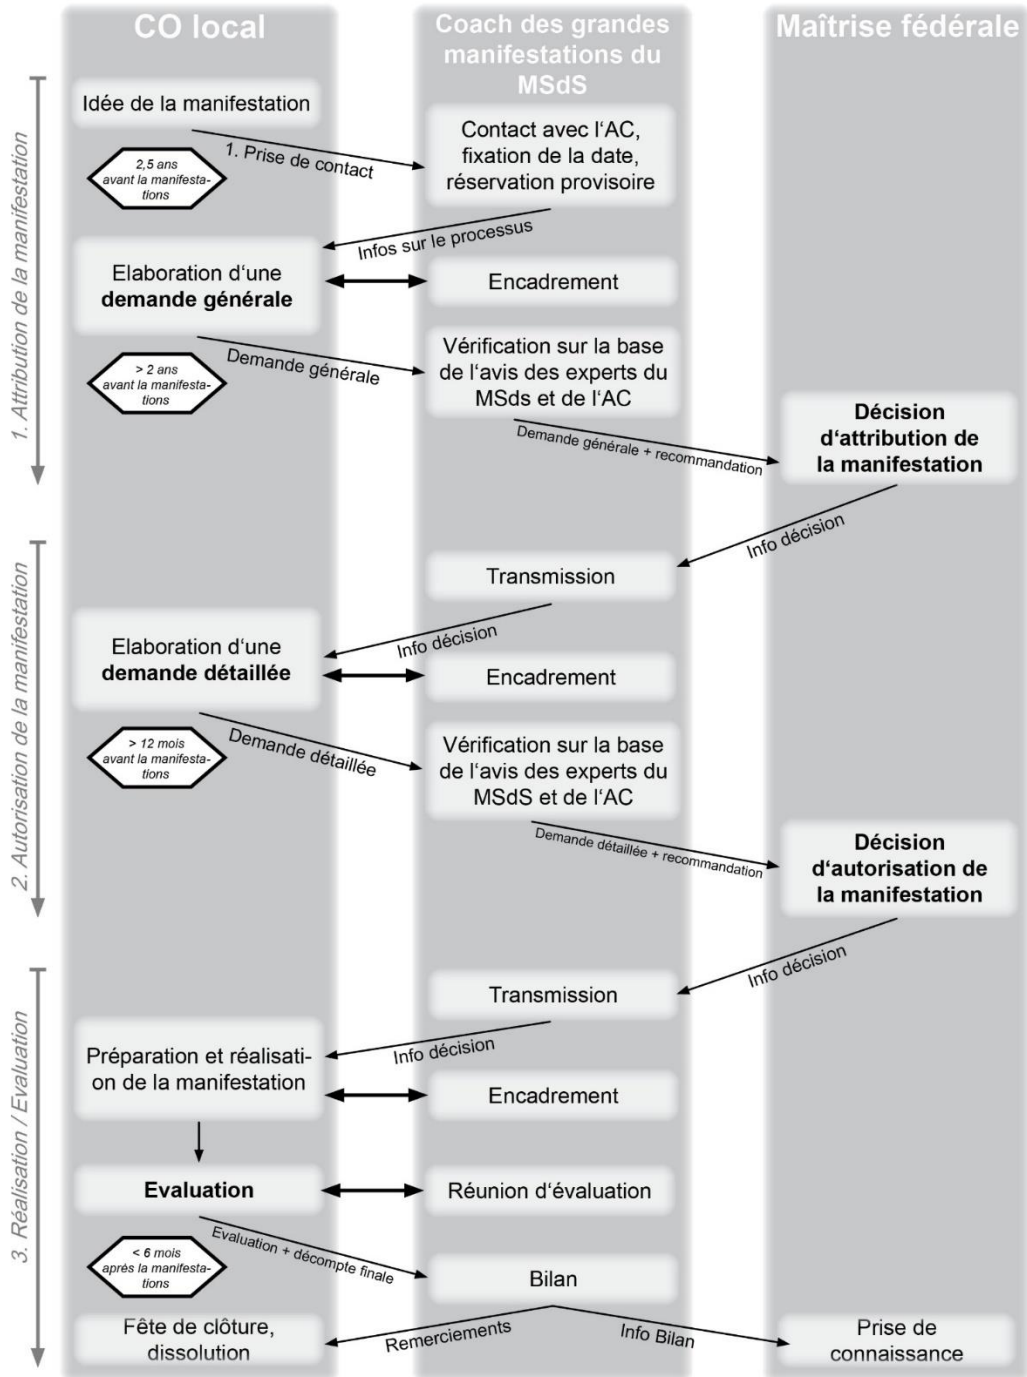 CO local
Coach des grandes
manifestations du
MSdS
Maîtrise fédérale
1. Attribution de la manifestation
Idée de la manifestation
2,5 ans
avant la manifesta-
tions
1. Prise de contact
Contact avec l'AC,
fixation de la date,
réservation provisoire
Infos sur le processus
Elaboration d'une
demande générale
Encadrement
> 2 ans
avant la manifesta-
tions
Demande générale
Vérification sur la base
de l'avis des experts du
MSds et de l'AC
Demande générale + recommandation
Décision
d'attribution de
la manifestation
Info décision
2. Autorisation de la manifestation
Transmission
Info décision
Elaboration d'une
demande détaillée
Encadrement
> 12 mois
avant la manifesta-
tions
Demande détaillée
Vérification sur la base
de l'avis des experts du
MSdS et de l'AC
Demande détaillée + recommandation
Décision
d'autorisation de
la manifestation
Info décision
3. Réalisation / Evaluation
Transmission
Info décision
Préparation et réalisati-
on de la manifestation
Encadrement
Evaluation
Réunion d'évaluation
< 6 mois
après la manifesta-
tions
Evaluation + décompte finale
Bilan
Remerciements
Info Bilan
Fête de clôture,
dissolution
Prise de
connaissance